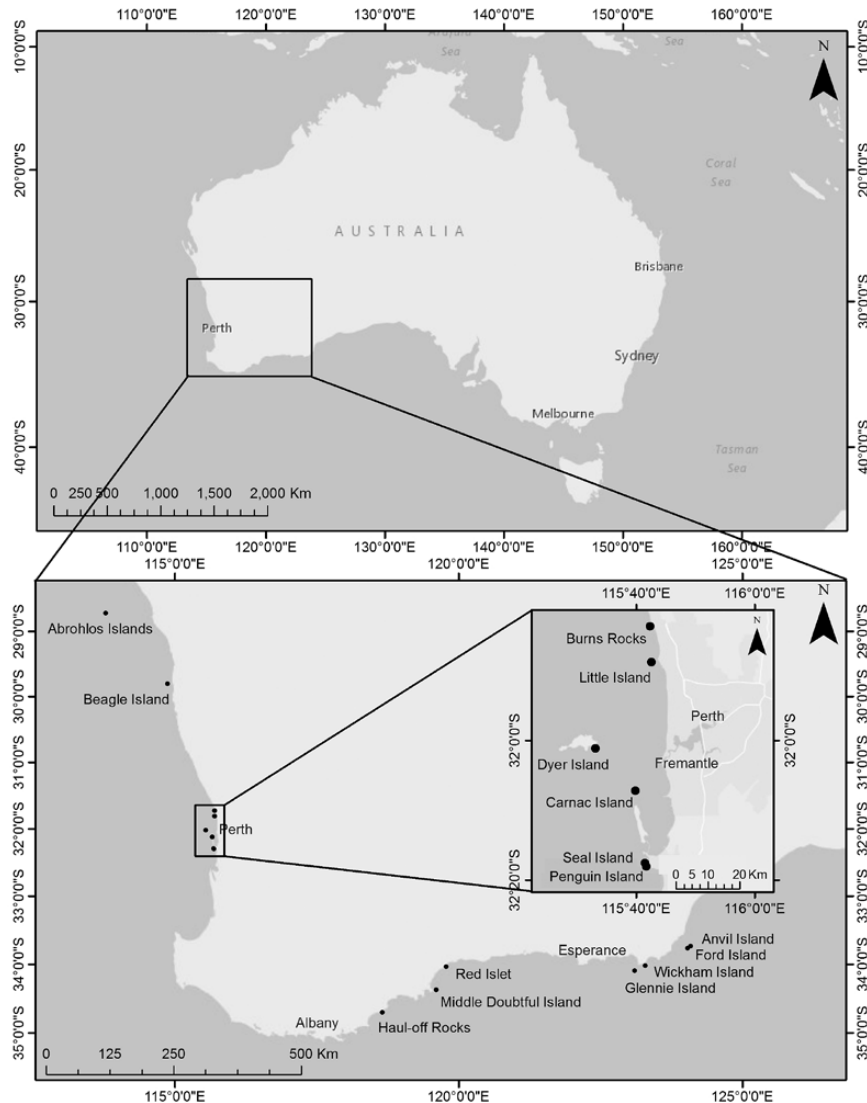 110°0'0"E 120°0'0"E 130°0'0"E 140°0'0"E 150°0'0"E 160°0'0"E
10°0'0"S
20°0'0"S
30°0'0"S
40°0'0"S
Arafura
Sea
Sea
N
10°0'0"S
20°0'0"S
30°0'0"S
40°0'0"S
Coral
Sea
AUSTRALIA
Brisbane
Perth
Sydney
Melbourne
Tasman
Sea
0 250 500 1,000 1,500 2,000 Km
110°0'0"E 120°0'0"E 130°0'0"E 140°0'0"E 150°0'0"E 160°0'0"E
115°0'0"E 120°0'0"E 125°0'0"E
29°0'0"S
30°0'0"S
31°0'0"S
32°0'0"S
33°0'0"S
34°0'0"S
35°0'0"S
Abrohlos Islands
Beagle Island
Perth
115°40'0"E 116°0'0"E
N
Burns Rocks
Little Island
Perth
32°0'0"S
32°0'0"S
Dyer Island
Fremantle
Carnac Island
Seal Island
Penguin Island
0 5 10 20 Km
32°20'0"S
115°40'0"E 116°0'0"E
N
29°0'0"S
30°0'0"S
31°0'0"S
32°0'0"S
33°0'0"S
34°0'0"S
35°0'0"S
Anvil Island
Esperance
Ford Island
Wickham Island
Red Islet
Glennie Island
Middle Doubtful Island
Albany
Haul-off Rocks
0 125 250 500 Km
115°0'0"E 120°0'0"E 125°0'0"E